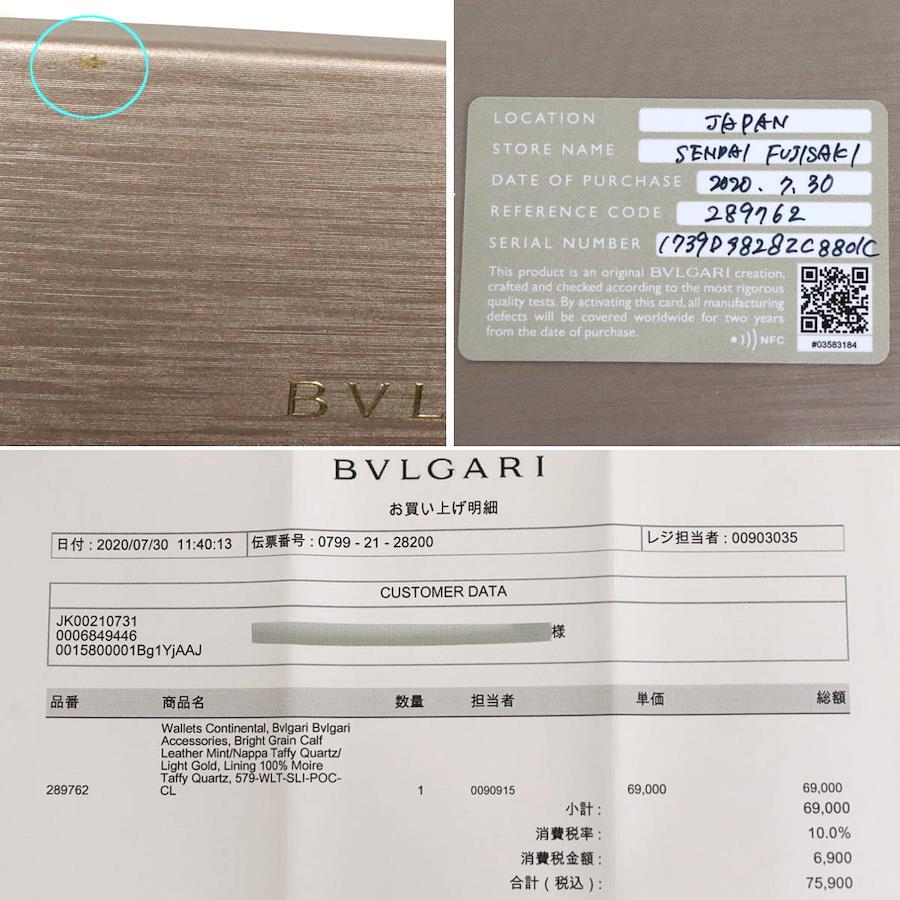 BVL
LOCATION JAPAN
STORE NAME SENDAI FUJISAKI
DATE OF PURCHASE 2020. 7. 30
REFERENCE CODE 289762
SERIAL NUMBER 1739D9828ZC8801C
This product is an original BVLGARI creation,
crafted and checked according to the most rigorous
quality tests. By activating this card, all manufacturing
defects will be covered worldwide for two years
from the date of purchase.
NFC
#03583184
BVLGARI
お買い上げ明細
日付 : 2020/07/30 11:40:13 伝票番号 : 0799 - 21 - 28200 レジ担当者 : 00903035
CUSTOMER DATA
JK00210731
0006849446
0015800001Bg1YjAAJ
様
品番 商品名 数量 担当者 単価 総額
Wallets Continental, Bvlgari Bvlgari
Accessories, Bright Grain Calf
Leather Mint/Nappa Taffy Quartz/
Light Gold, Lining 100% Moire
Taffy Quartz, 579-WLT-SLI-POC-
289762 CL 1 0090915 69,000 69,000
小計 : 69,000
消費税率 : 10.0%
消費税金額 : 6,900
合計 ( 税込 ) : 75,900